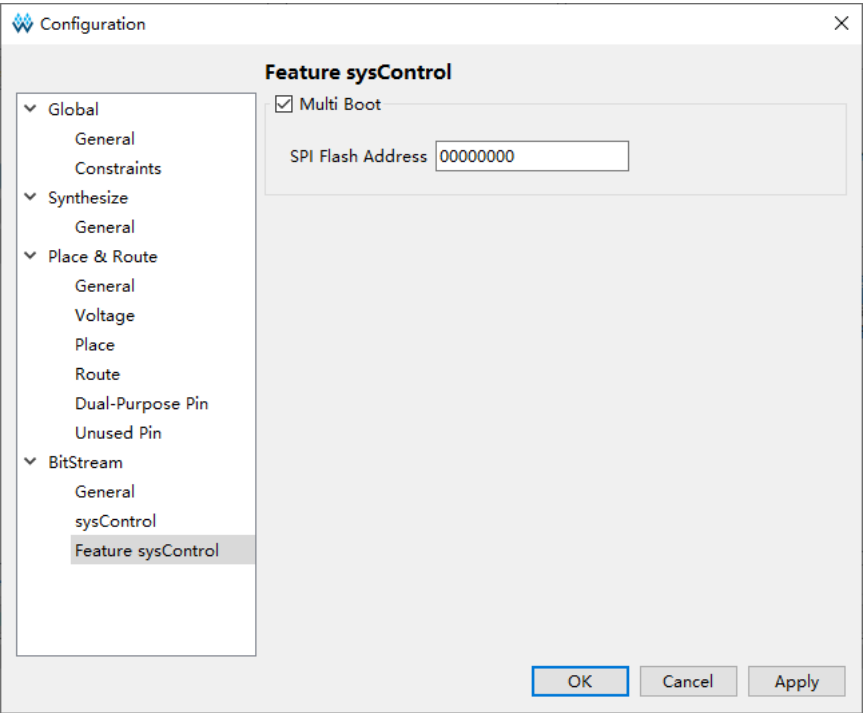 Configuration
Global
General
Constraints
Synthesize
General
Place & Route
General
Voltage
Place
Route
Dual-Purpose Pin
Unused Pin
BitStream
General
sysControl
Feature sysControl
Feature sysControl
Multi Boot
SPI Flash Address 00000000
OK Cancel Apply